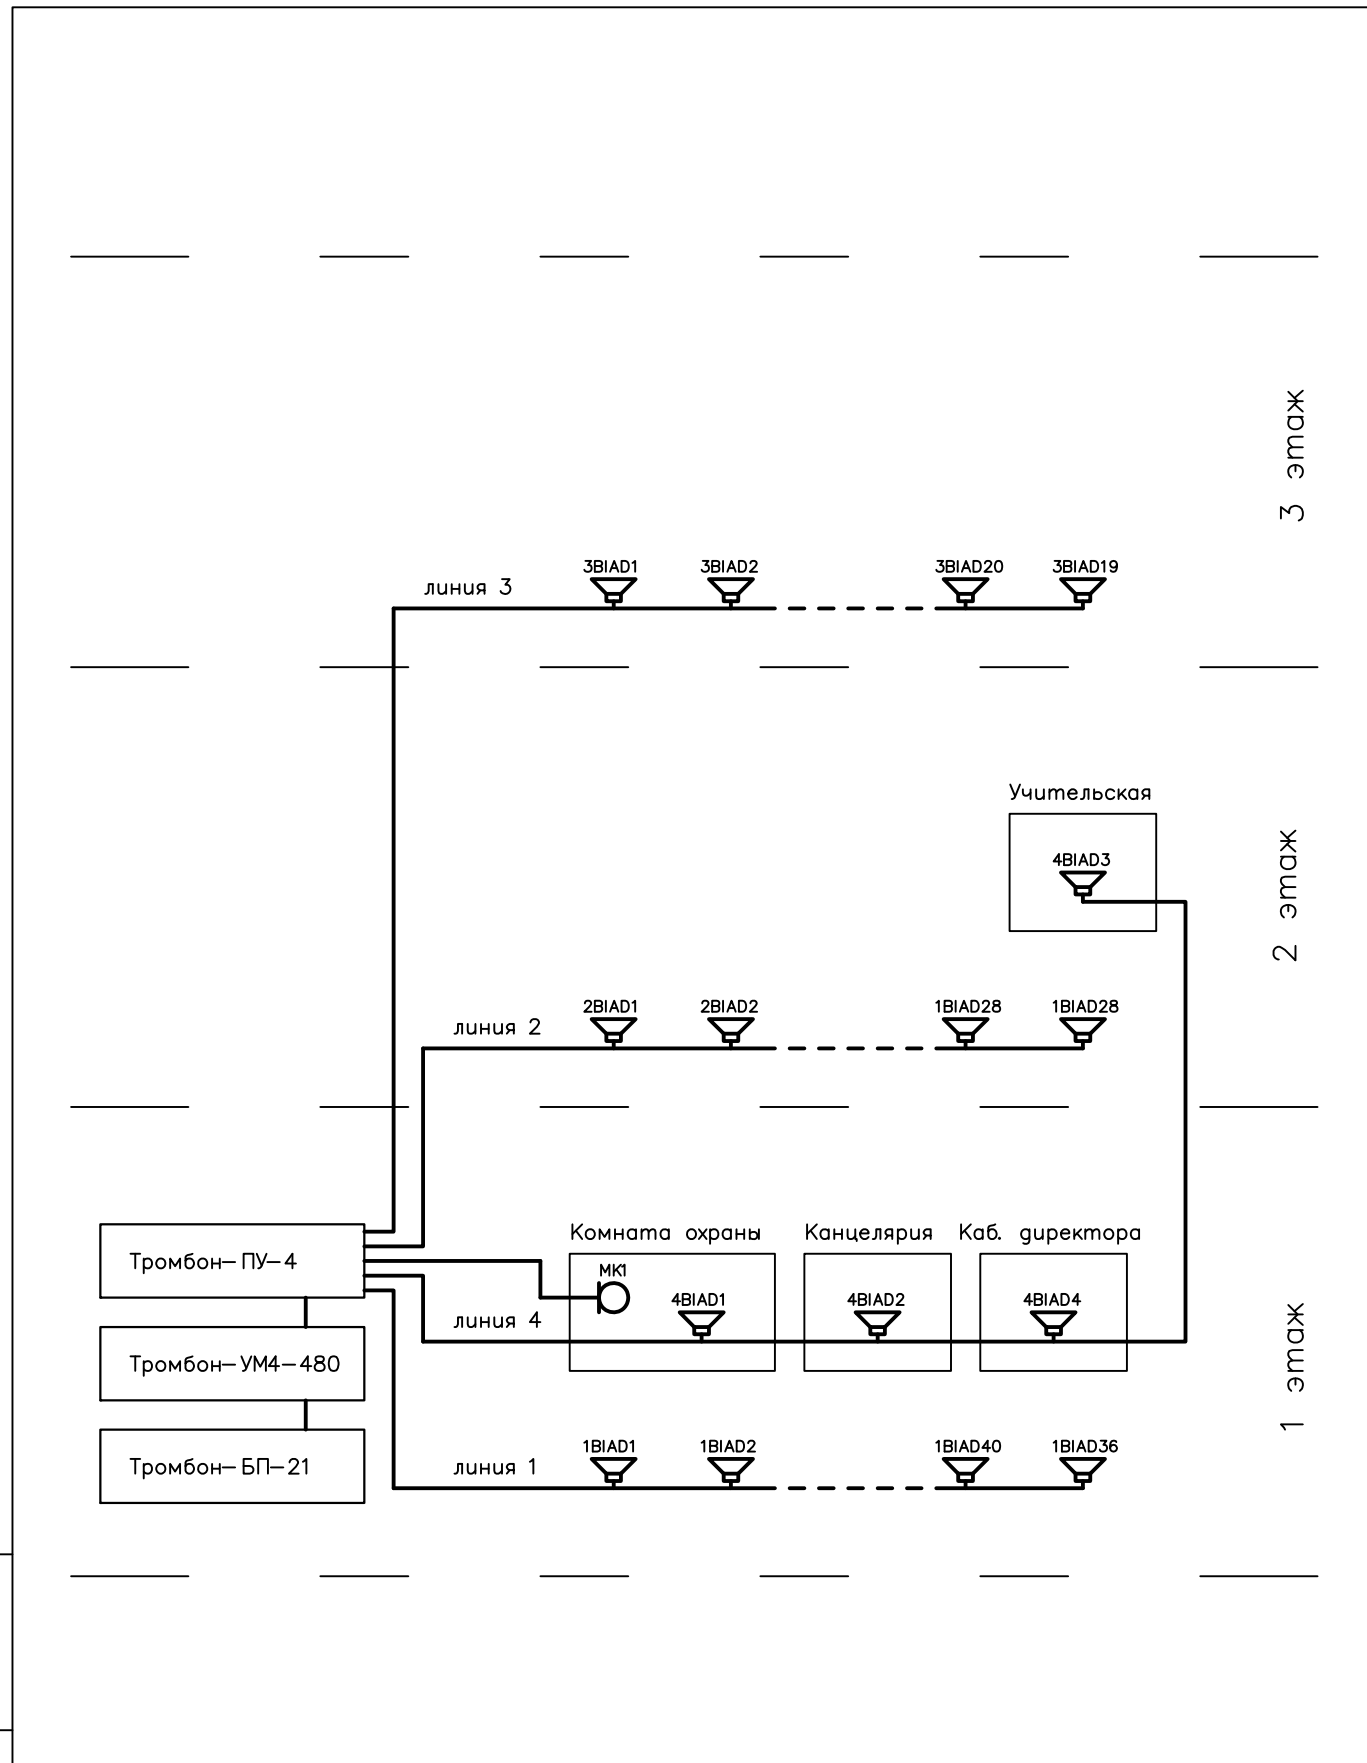 3 этаж
3BIAD1 3BIAD2 3BIAD20 3BIAD19
линия 3
Учительская
4BIAD3
2 этаж
2BIAD1 2BIAD2 1BIAD28 1BIAD28
линия 2
Комната охраны Канцелярия Каб. директора
Тромбон-ПУ-4
МК1
4BIAD1 4BIAD2 4BIAD4
линия 4
Тромбон-УМ4-480
1 этаж
1BIAD1 1BIAD2 1BIAD40 1BIAD36
линия 1
Тромбон-БП-21